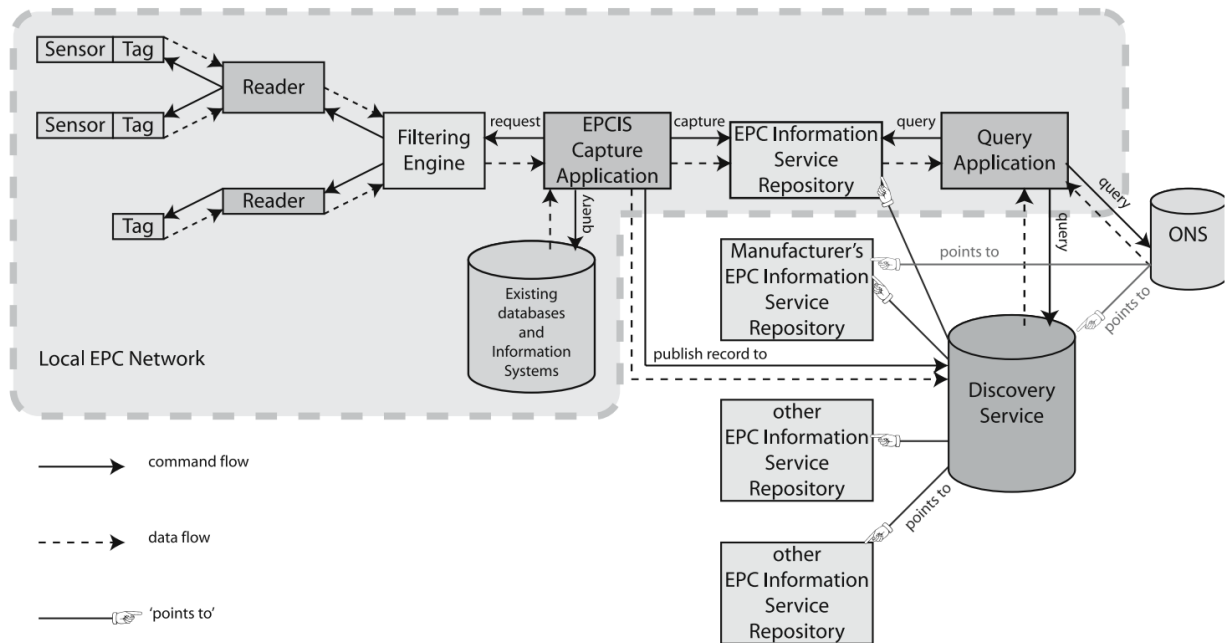 Sensor Tag
Reader
Sensor Tag
Filtering
Engine
Reader
Tag
request
EPCIS
Capture
Application
capture
EPC Information
Service
Repository
query
Query
Application
query
query
query
ONS
Existing
databases
and
Information
Systems
Manufacturer's
EPC Information
Service
Repository
points to
points to
Local EPC Network
publish record to
Discovery
Service
other
EPC Information
Service
Repository
points to
other
EPC Information
Service
Repository
command flow
data flow
'points to'